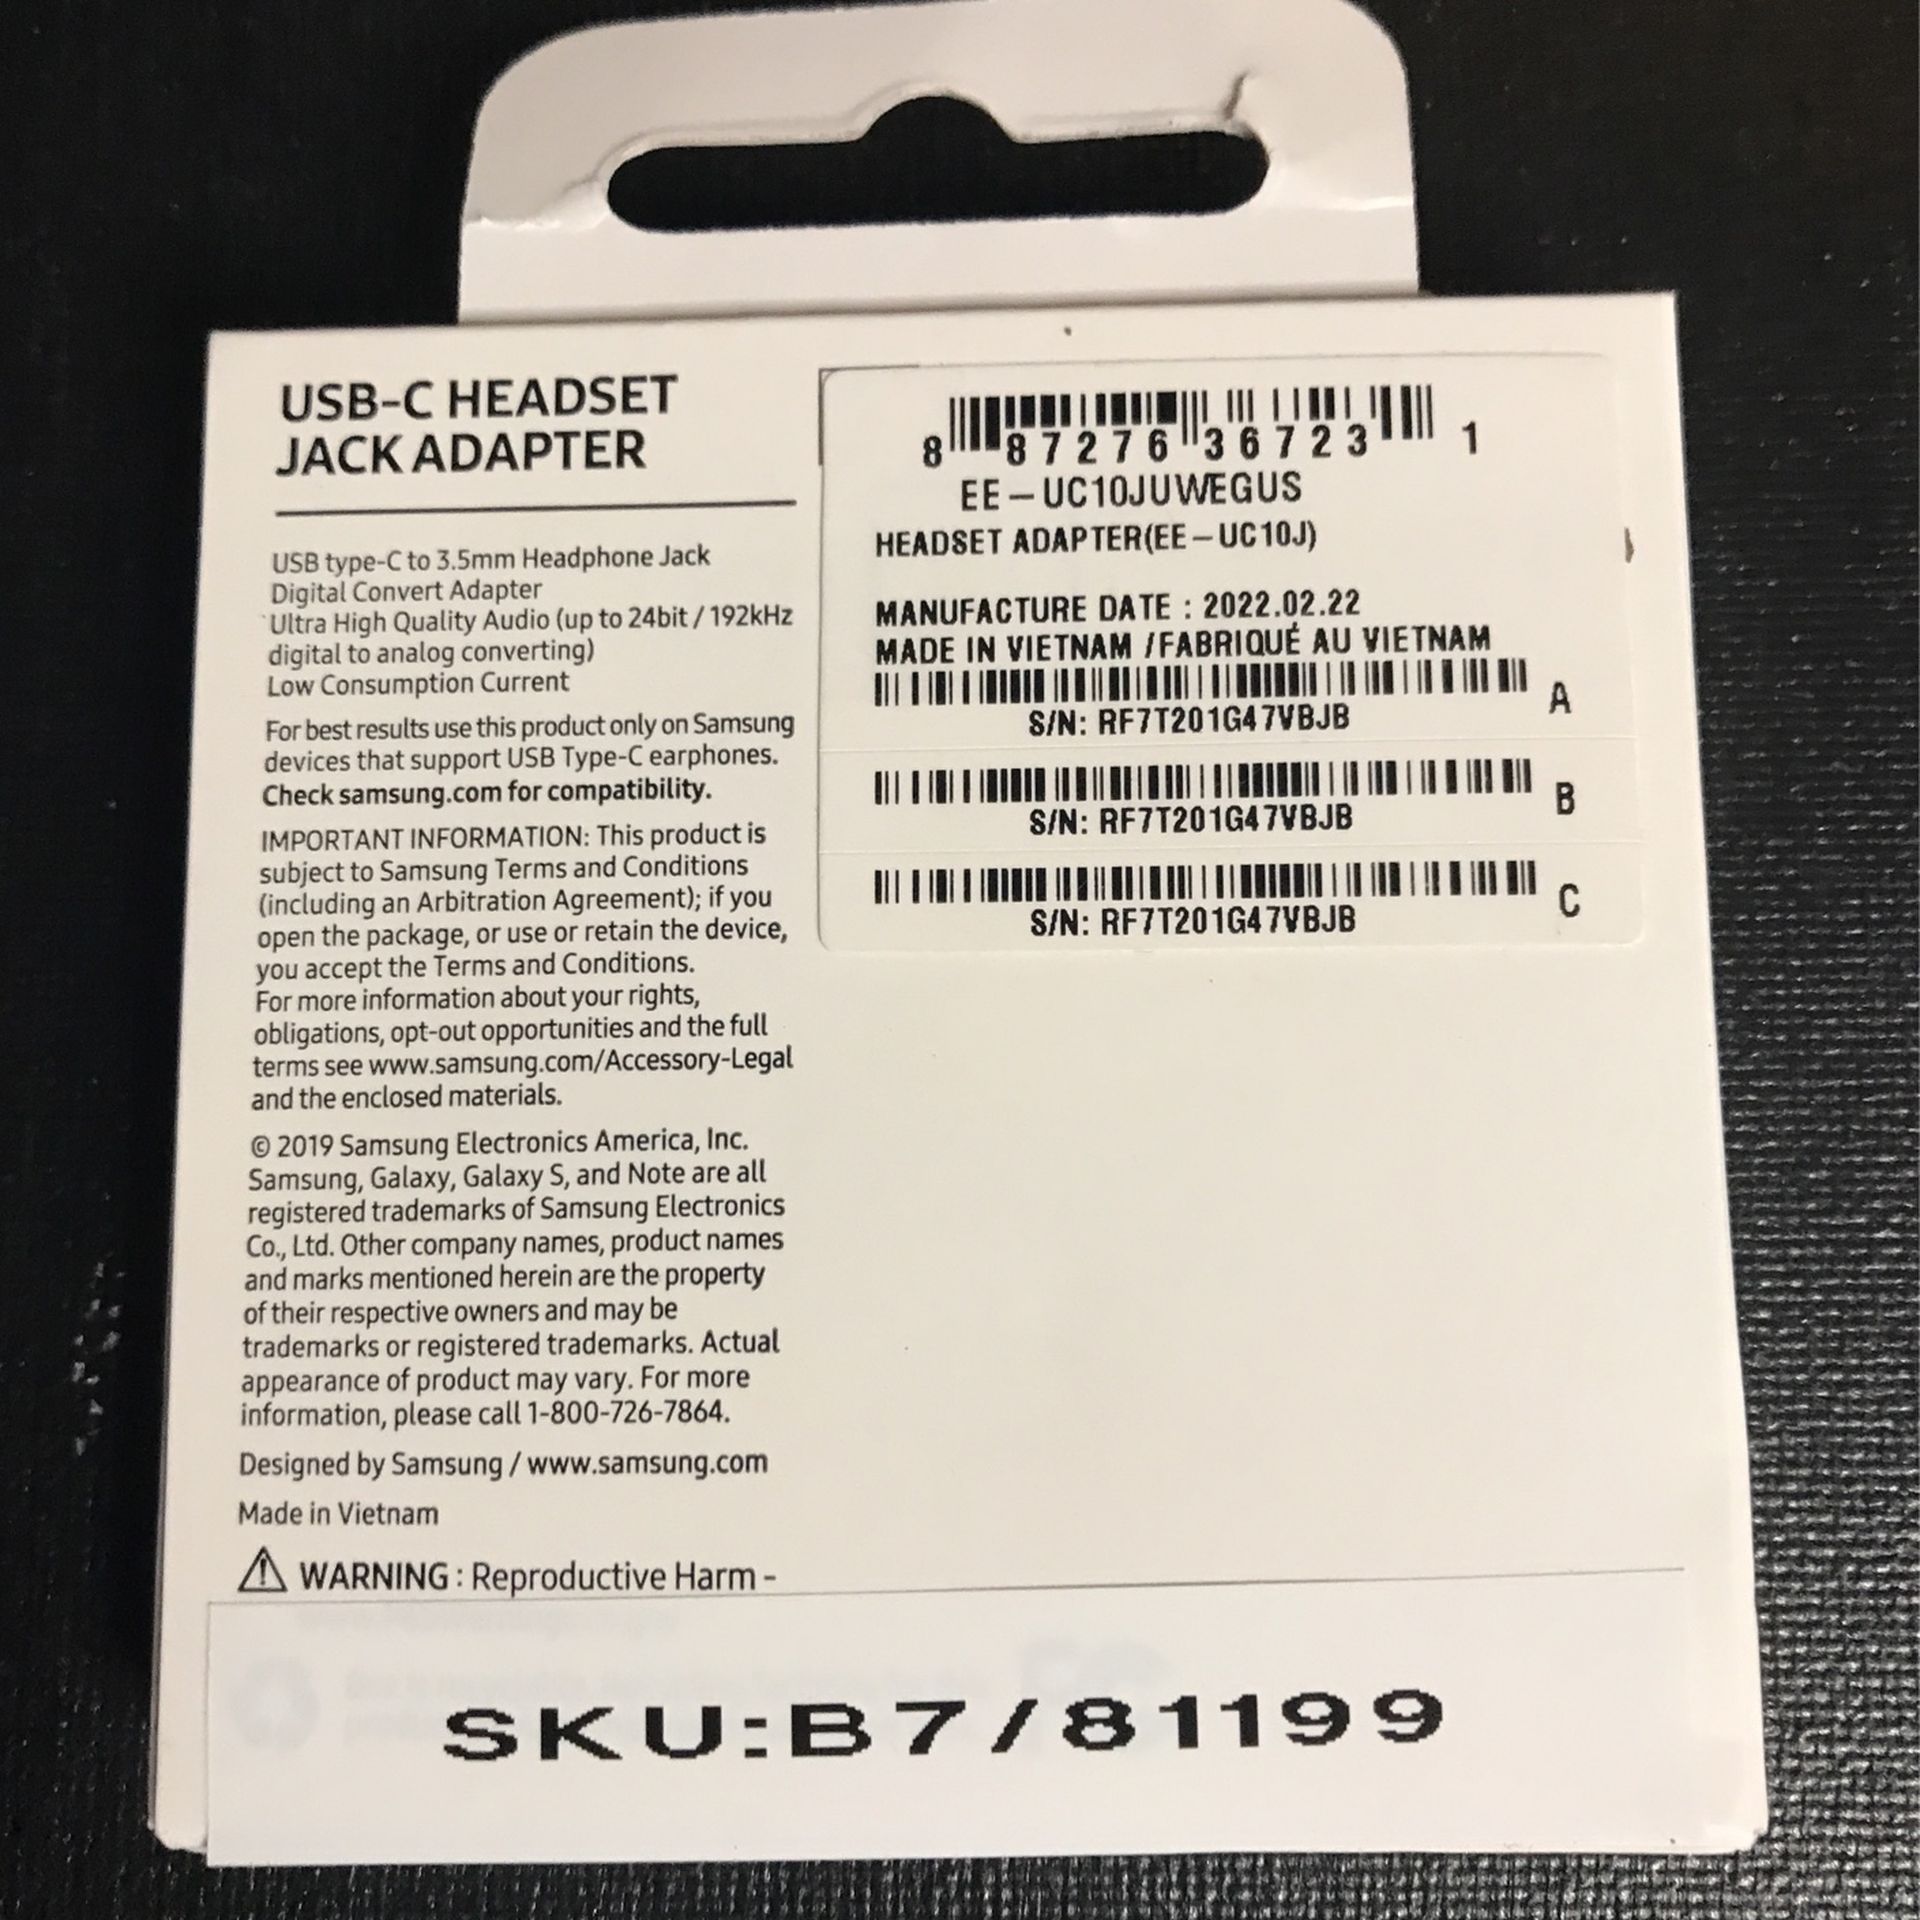 USB-C HEADSET
JACK ADAPTER
USB type-C to 3.5mm Headphone Jack
Digital Convert Adapter
Ultra High Quality Audio (up to 24bit / 192kHz
digital to analog converting)
Low Consumption Current
For best results use this product only on Samsung
devices that support USB Type-C earphones.
Check samsung.com for compatibility.
IMPORTANT INFORMATION: This product is
subject to Samsung Terms and Conditions
(including an Arbitration Agreement); if you
open the package, or use or retain the device,
you accept the Terms and Conditions.
For more information about your rights,
obligations, opt-out opportunities and the full
terms see www.samsung.com/Accessory-Legal
and the enclosed materials.
© 2019 Samsung Electronics America, Inc.
Samsung, Galaxy, Galaxy S, and Note are all
registered trademarks of Samsung Electronics
Co., Ltd. Other company names, product names
and marks mentioned herein are the property
of their respective owners and may be
trademarks or registered trademarks. Actual
appearance of product may vary. For more
information, please call 1-800-726-7864.
Designed by Samsung / www.samsung.com
Made in Vietnam
⚠ WARNING : Reproductive Harm -
8 87276 36723 1
EE-UC10JUWEGUS
HEADSET ADAPTER(EE-UC10J)
MANUFACTURE DATE : 2022.02.22
MADE IN VIETNAM /FABRIQUÉ AU VIETNAM
A
S/N: RF7T201G47VBJB
B
S/N: RF7T201G47VBJB
C
S/N: RF7T201G47VBJB
SKU:B7/81199